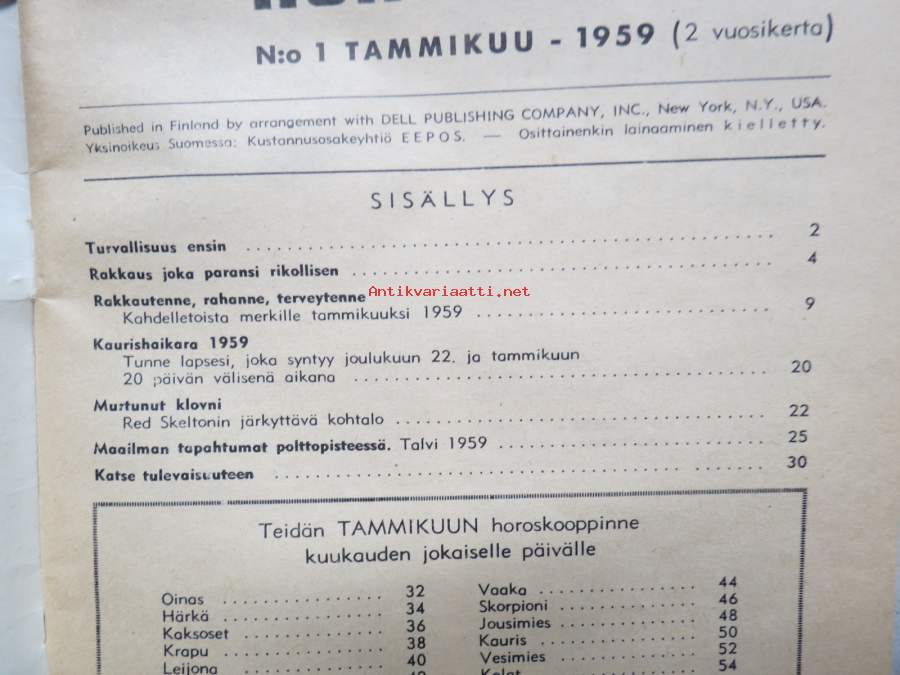 N:o 1 TAMMIKUU - 1959 (2 vuosikerta)
Published in Finland by arrangement with DELL PUBLISHING COMPANY, INC., New York, N.Y., USA.
Yksinoikeus Suomessa: Kustannusosakeyhtiö EEPOS. — Osittainenkin lainaaminen kielletty.
SISÄLLYS
Turvallisuus ensin 2
Rakkaus joka paransi rikollisen 4
Antikvariaatti.net
Rakkautenne, rahanne, terveytenne
Kahdelletoista merkille tammikuuksi 1959 9
Kaurishaikara 1959
Tunne lapsesi, joka syntyy joulukuun 22. ja tammikuun
20 päivän välisenä aikana 20
Murtunut klovni
Red Skeltonin järkyttävä kohtalo 22
Maailman tapahtumat polttopisteessä. Talvi 1959 25
Katse tulevaisuuteen 30
Teidän TAMMIKUUN horoskooppinne
kuukauden jokaiselle päivälle
Oinas 32
Härkä 34
Kaksoset 36
Krapu 38
Leijona 40
Vaaka 44
Skorpioni 46
Jousimies 48
Kauris 50
Vesimies 52
Kalat 54